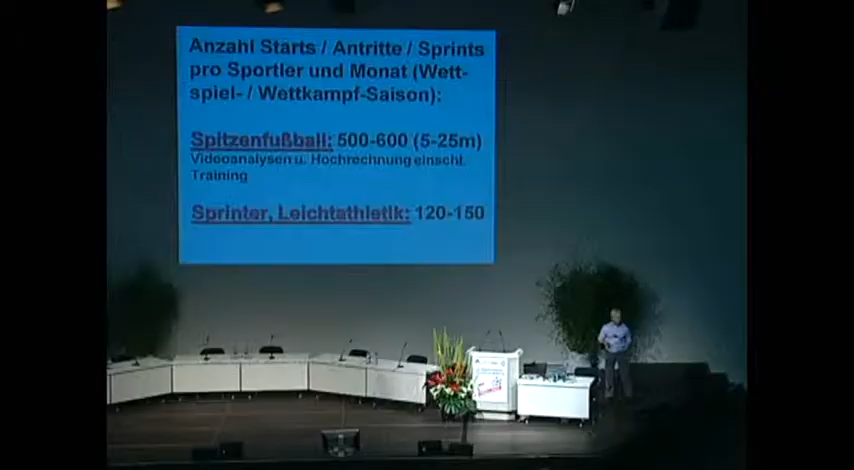 Anzahl Starts / Antritte / Sprints
pro Sportler und Monat (Wett-
spiel- / Wettkampf-Saison):
Spitzenfußball: 500-600 (5-25m)
Videoanalysen u. Hochrechnung einschl.
Training
Sprinter, Leichtathletik: 120-150